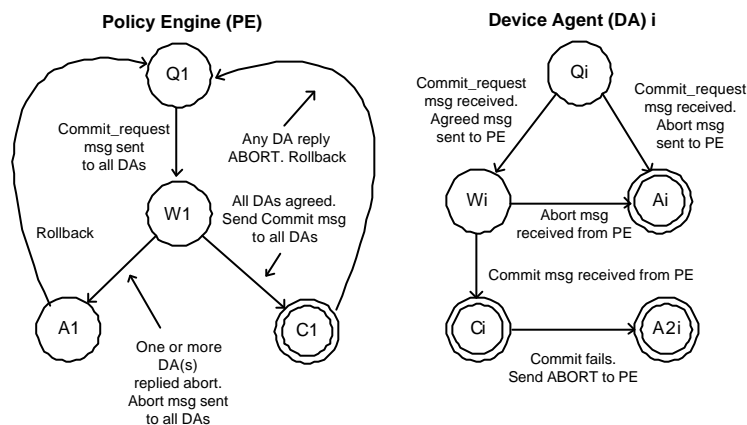 Policy Engine (PE)
Q1
Commit_request
msg sent
to all DAs
Any DA reply
ABORT. Rollback
W1
All DAs agreed.
Send Commit msg
to all DAs
Rollback
A1
C1
One or more
DA(s)
replied abort.
Abort msg sent
to all DAs
Device Agent (DA) i
Qi
Commit_request
msg received.
Agreed msg
sent to PE
Commit_request
msg received.
Abort msg
sent to PE
Wi
Ai
Abort msg
received from PE
Commit msg received from PE
Ci
A2i
Commit fails.
Send ABORT to PE